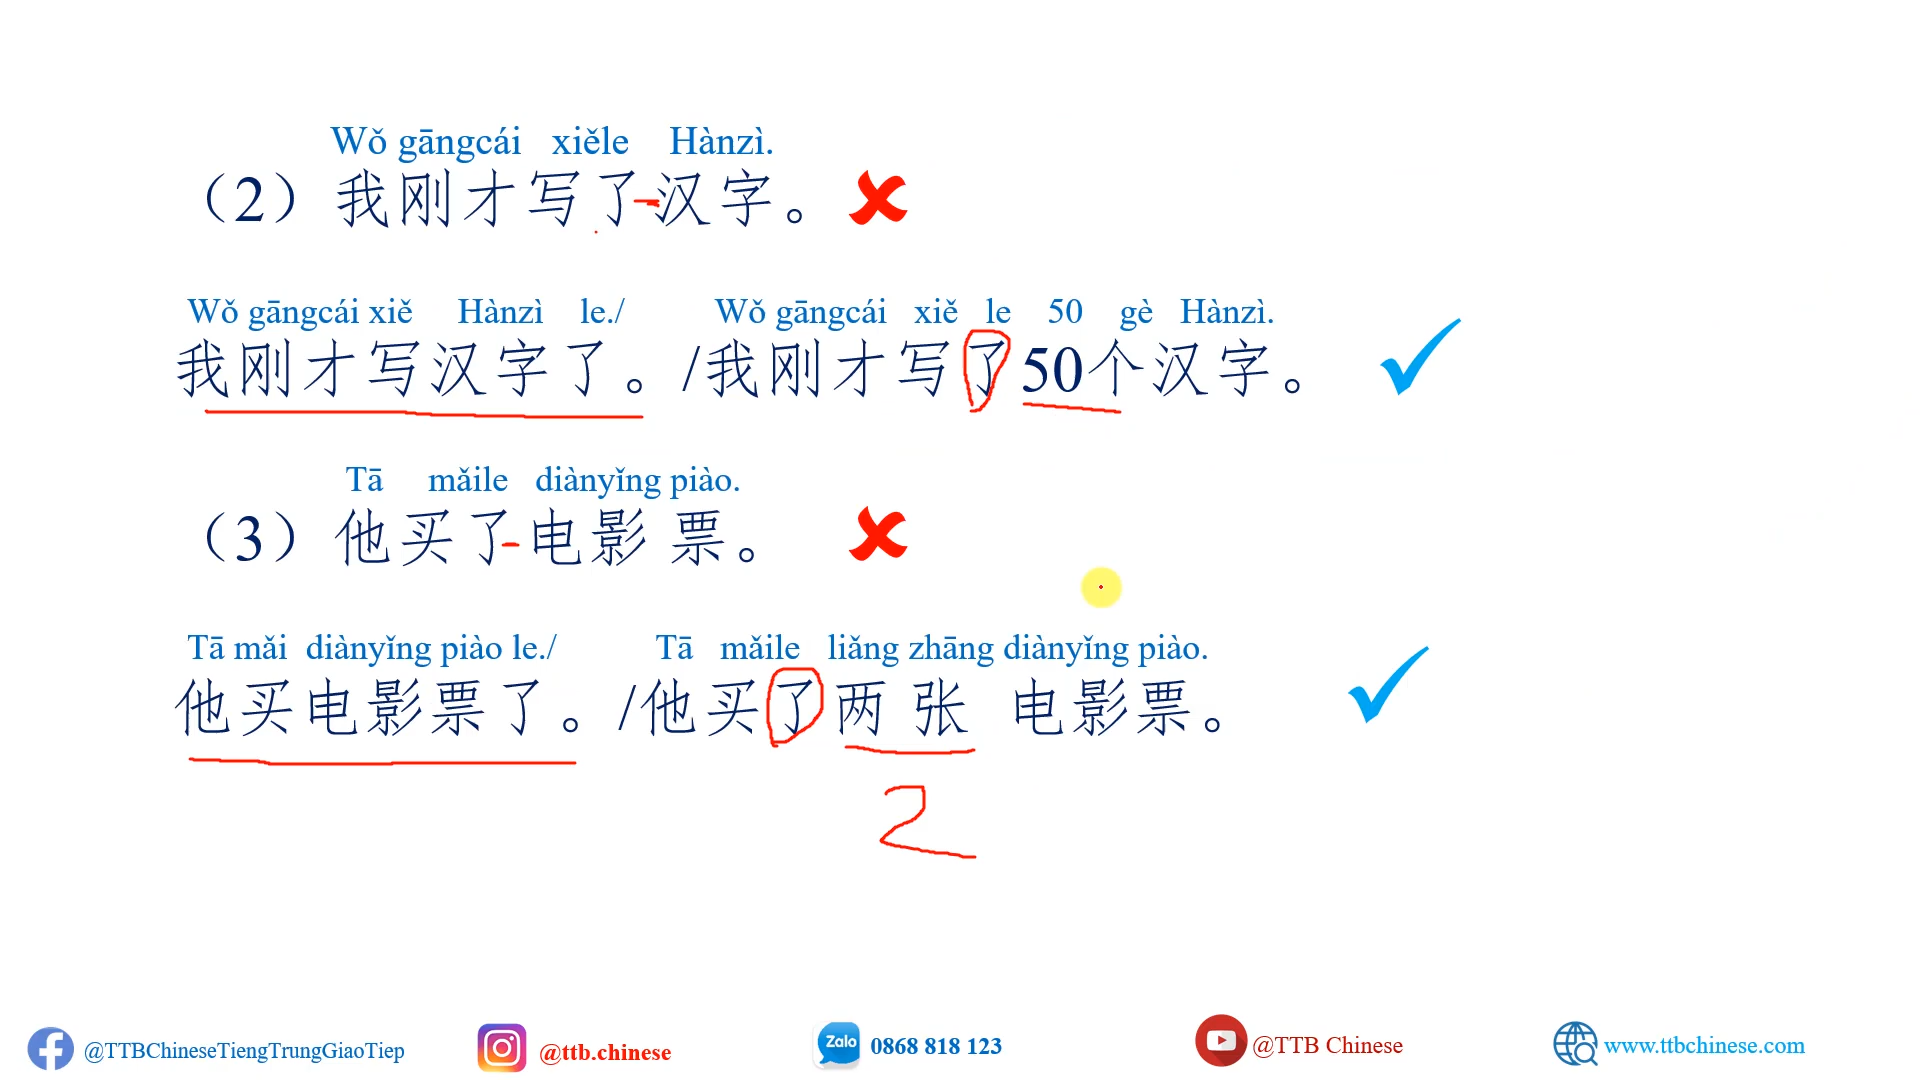 Wǒ gāngcái xiěle Hànzì.
（2）我刚才写了汉字。
Wǒ gāngcái xiě Hànzì le./ Wǒ gāngcái xiě le 50 gè Hànzì.
我刚才写汉字了。/我刚才写了50个汉字。
Tā mǎile diànyǐng piào.
（3）他买了电影票。
Tā mǎi diànyǐng piào le./ Tā mǎile liǎng zhāng diànyǐng piào.
他买电影票了。/他买了两张电影票。
2
@TTBChineseTiengTrungGiaoTiep @ttb.chinese Zalo 0868 818 123 @TTB Chinese www.ttbchinese.com